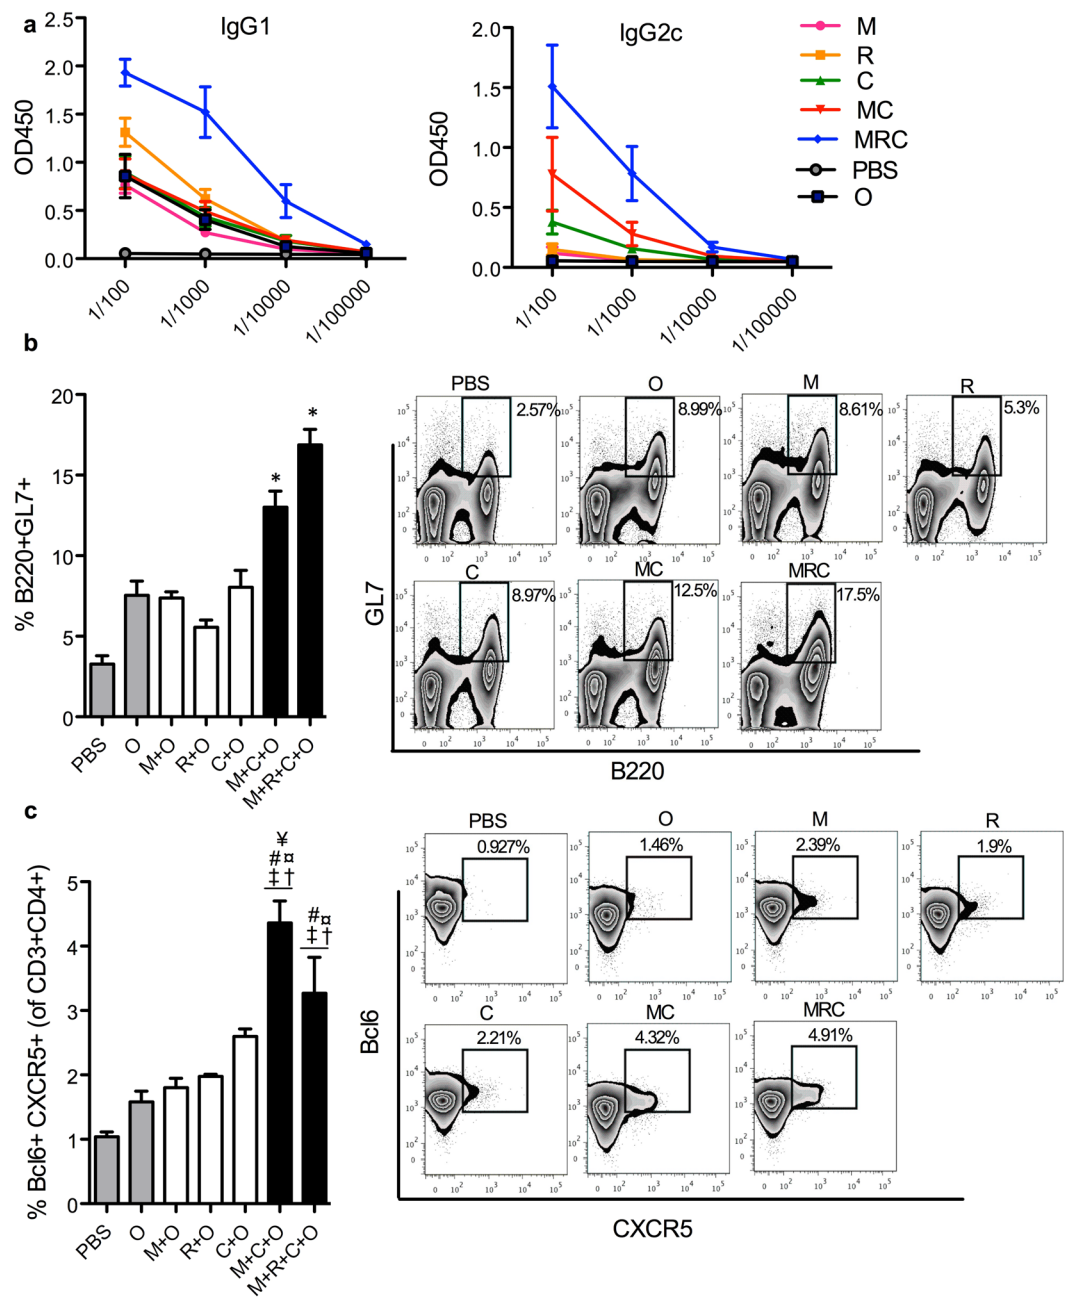 a
IgG1
IgG2c
OD450
2.5
2.0
1.5
1.0
0.5
0.0
1/100
1/1000
1/10000
1/100000
OD450
2.0
1.5
1.0
0.5
0.0
1/100
1/1000
1/10000
1/100000
M
R
C
MC
MRC
PBS
O
b
% B220+GL7+
20
15
10
5
0
*
*
PBS
O
M+O
R+O
C+O
M+C+O
M+R+C+O
PBS
O
M
R
2.57%
8.99%
8.61%
5.3%
C
MC
MRC
8.97%
12.5%
17.5%
GL7
B220
c
% Bcl6+ CXCR5+ (of CD3+CD4+)
5
4
3
2
1
0
¥
#¤
‡†
#¤
‡†
PBS
O
M+O
R+O
C+O
M+C+O
M+R+C+O
PBS
O
M
R
0.927%
1.46%
2.39%
1.9%
C
MC
MRC
2.21%
4.32%
4.91%
Bcl6
CXCR5